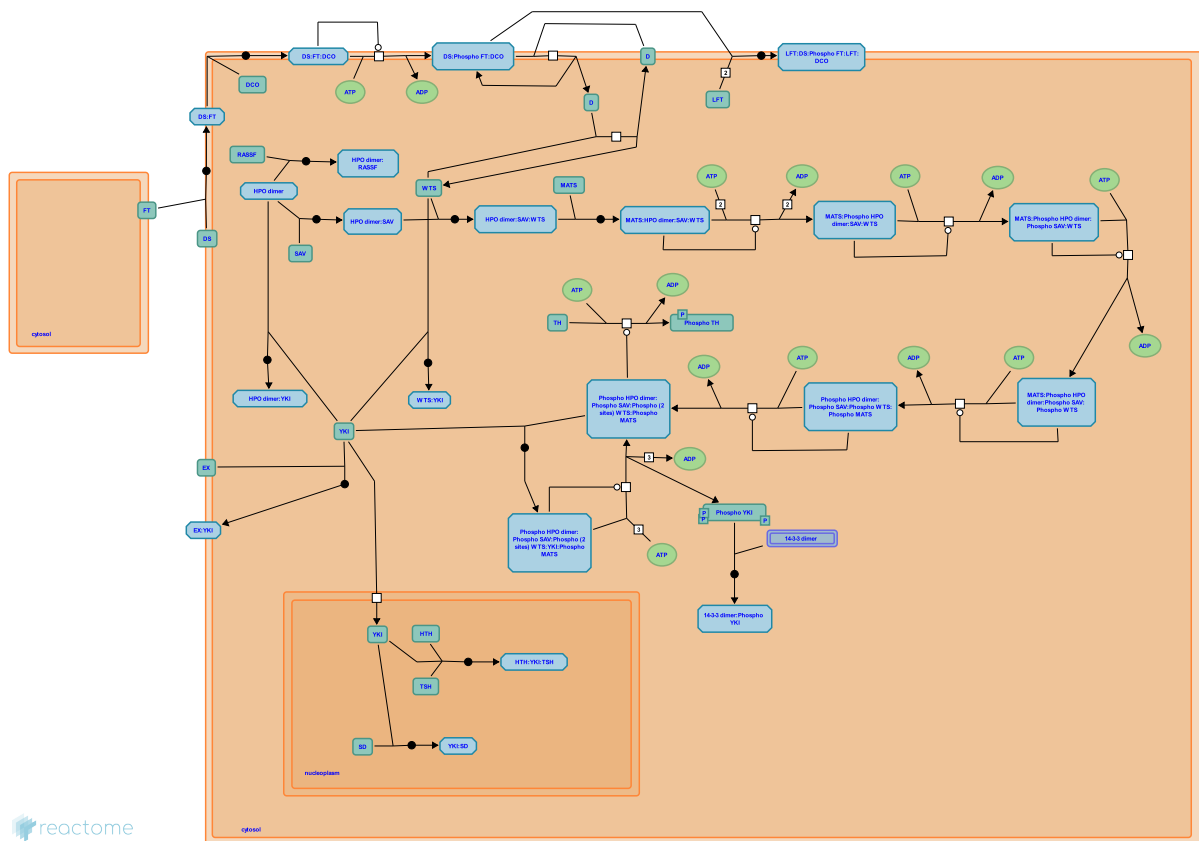 DS:FT:DCO
DS:Phospho FT:DCO
D
LFT:DS:Phospho FT:LFT:
DCO
DCO
ATP
ADP
2
D
LFT
DS:FT
RASSF
HPO dimer:
RASSF
HPO dimer
WTS
MATS
ATP
ADP
ATP
ADP
ATP
2
2
FT
HPO dimer:SAV
HPO dimer:SAV:WTS
MATS:HPO dimer:SAV:WTS
MATS:Phospho HPO
dimer:SAV:WTS
MATS:Phospho HPO dimer:
Phospho SAV:WTS
DS
SAV
cytosol
ATP
ADP
TH
P
Phospho TH
ADP
HPO dimer:YKI
WTS:YKI
Phospho HPO dimer:
Phospho SAV:Phospho (2
sites) WTS:Phospho
MATS
ADP
ATP
Phospho HPO dimer:
Phospho SAV:Phospho WTS:
Phospho MATS
ADP
ATP
MATS:Phospho HPO
dimer:Phospho SAV:
Phospho WTS
YKI
EX
3
ADP
EX:YKI
Phospho HPO dimer:
Phospho SAV:Phospho (2
sites) WTS:YKI:Phospho
MATS
3
ATP
P
P
Phospho YKI
P
14-3-3 dimer
14-3-3 dimer:Phospho
YKI
YKI
HTH
HTH:YKI:TSH
TSH
SD
YKI:SD
nucleoplasm
cytosol
reactome